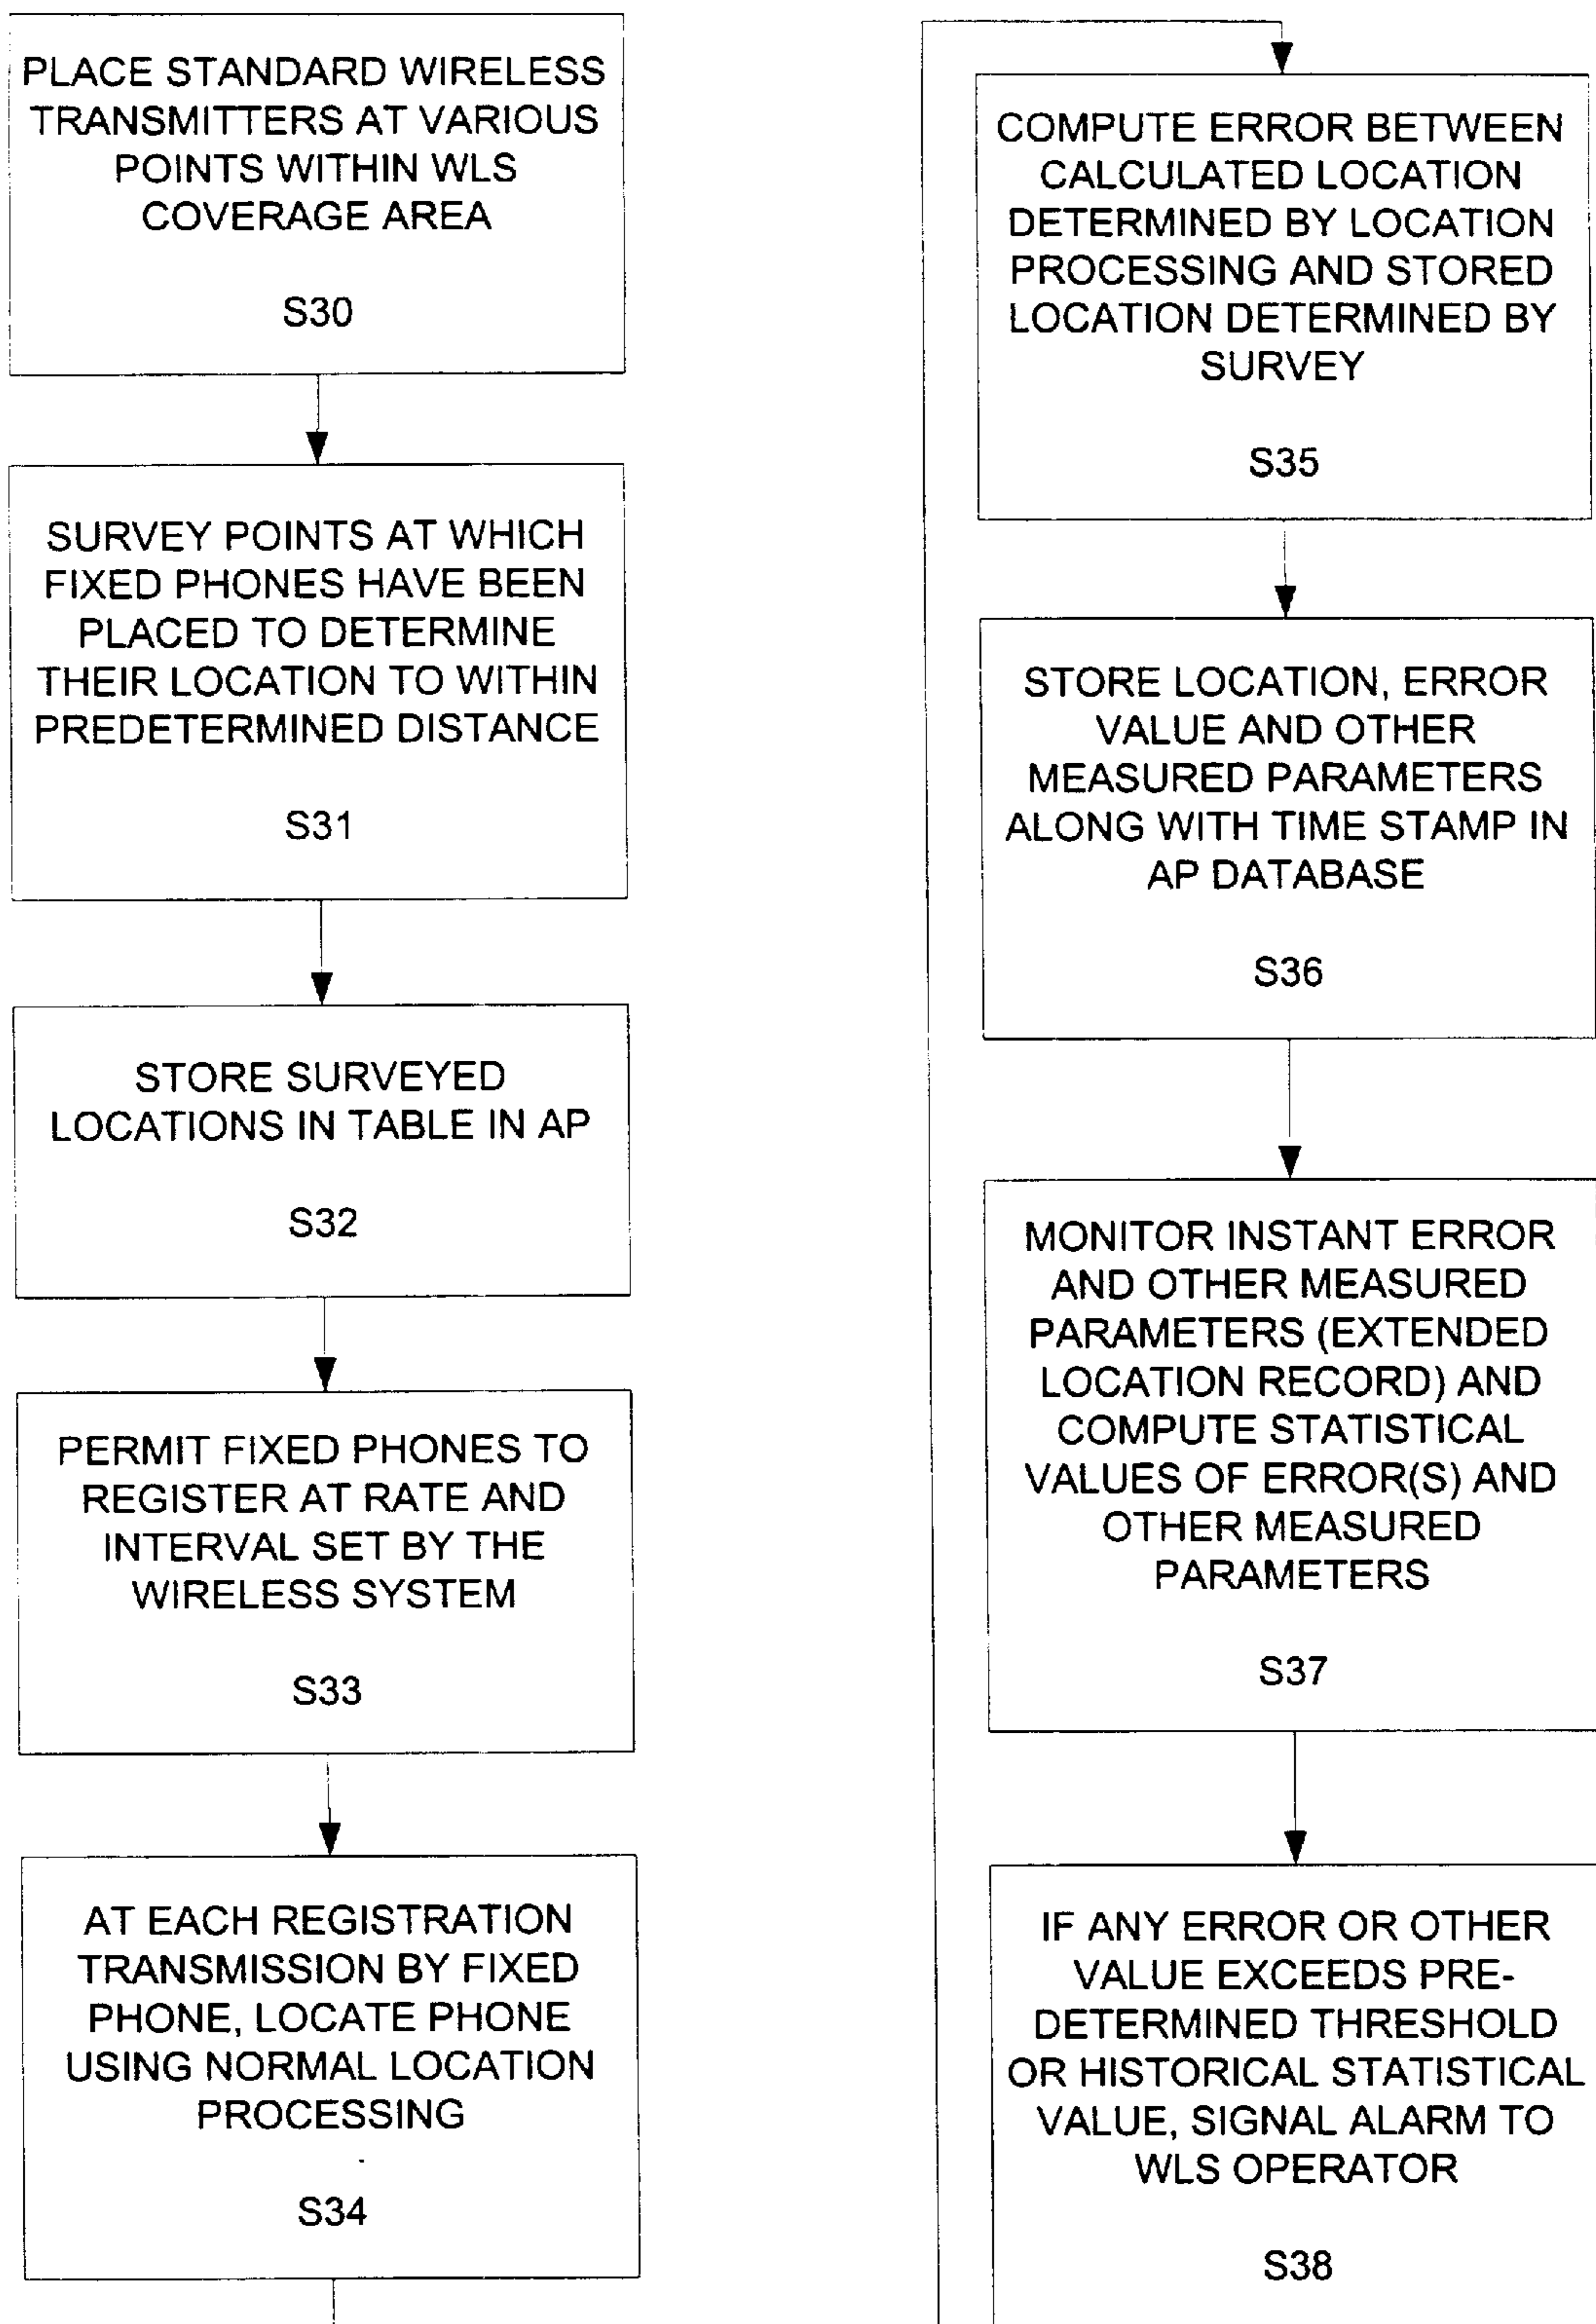 PLACE STANDARD WIRELESS
TRANSMITTERS AT VARIOUS
POINTS WITHIN WLS
COVERAGE AREA
S30
SURVEY POINTS AT WHICH
FIXED PHONES HAVE BEEN
PLACED TO DETERMINE
THEIR LOCATION TO WITHIN
PREDETERMINED DISTANCE
S31
STORE SURVEYED
LOCATIONS IN TABLE IN AP
S32
PERMIT FIXED PHONES TO
REGISTER AT RATE AND
INTERVAL SET BY THE
WIRELESS SYSTEM
S33
AT EACH REGISTRATION
TRANSMISSION BY FIXED
PHONE, LOCATE PHONE
USING NORMAL LOCATION
PROCESSING
S34
COMPUTE ERROR BETWEEN
CALCULATED LOCATION
DETERMINED BY LOCATION
PROCESSING AND STORED
LOCATION DETERMINED BY
SURVEY
S35
STORE LOCATION, ERROR
VALUE AND OTHER
MEASURED PARAMETERS
ALONG WITH TIME STAMP IN
AP DATABASE
S36
MONITOR INSTANT ERROR
AND OTHER MEASURED
PARAMETERS (EXTENDED
LOCATION RECORD) AND
COMPUTE STATISTICAL
VALUES OF ERROR(S) AND
OTHER MEASURED
PARAMETERS
S37
IF ANY ERROR OR OTHER
VALUE EXCEEDS PRE-
DETERMINED THRESHOLD
OR HISTORICAL STATISTICAL
VALUE, SIGNAL ALARM TO
WLS OPERATOR
S38